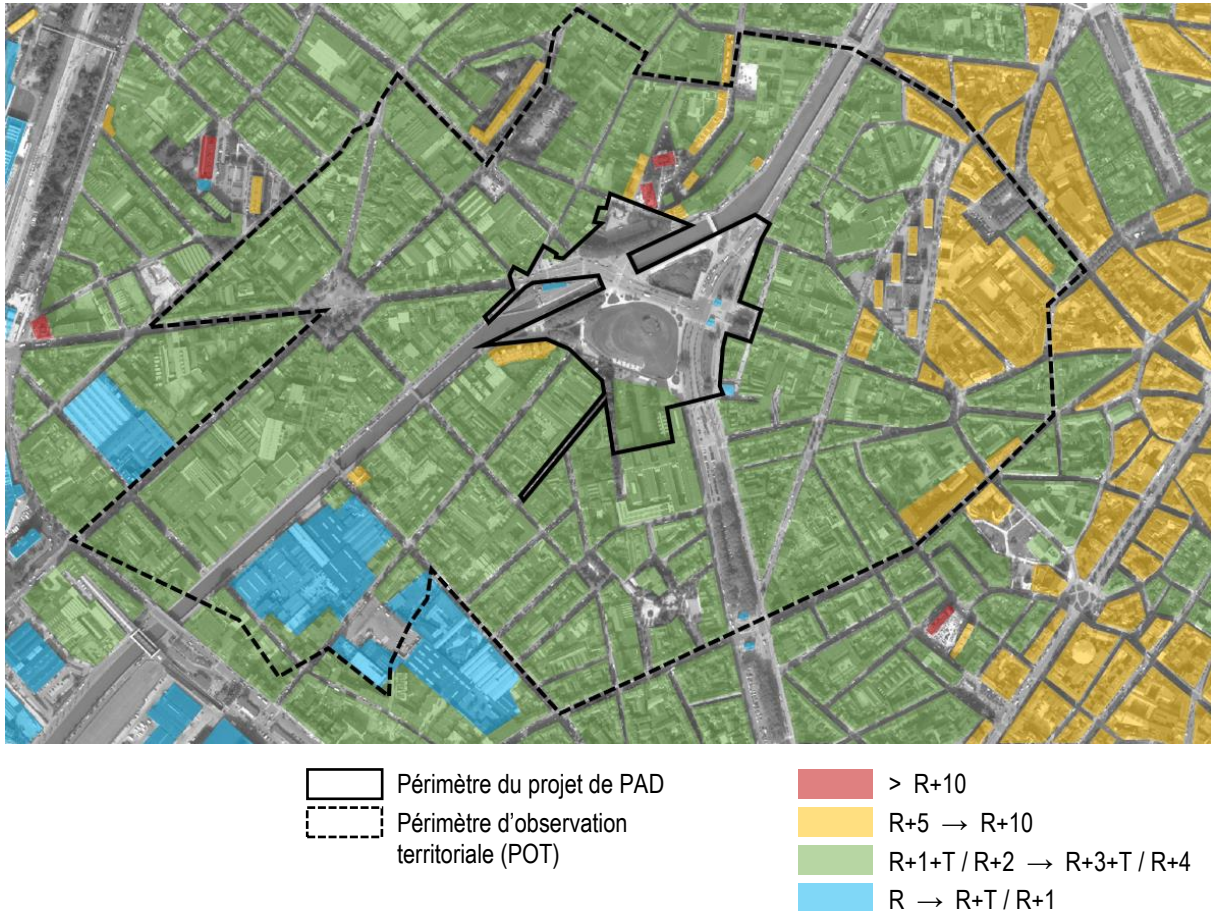 Périmètre du projet de PAD
Périmètre d'observation
territoriale (POT)
> R+10
R+5 → R+10
R+1+T / R+2 → R+3+T / R+4
R → R+T / R+1